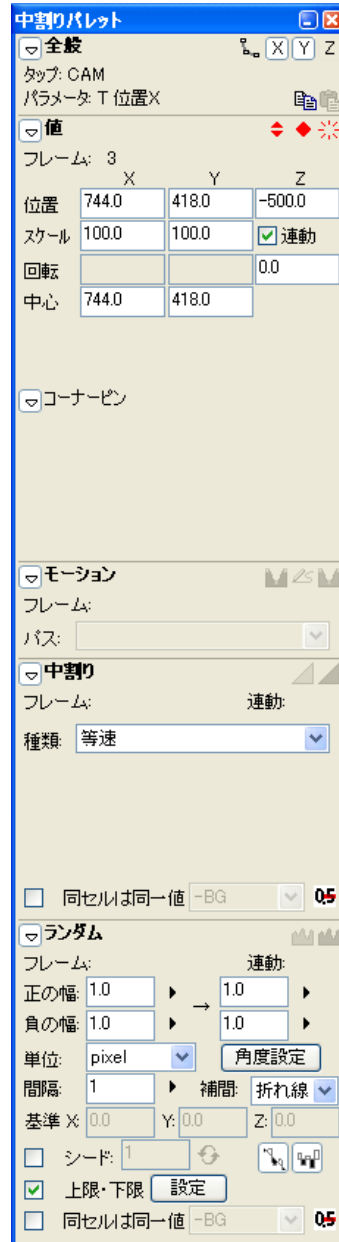 中割りパレット
全般 X Y Z
タップ: CAM
パラメータ: T 位置X
値
フレーム: 3
X Y Z
位置 744.0 418.0 -500.0
スケール 100.0 100.0 連動
回転 0.0
中心 744.0 418.0
コーナーピン
モーション
フレーム:
パス:
中割り
フレーム: 連動:
種類: 等速
同セルは同一値 -BG 0.5
ランダム
フレーム: 連動:
正の幅: 1.0 → 1.0
負の幅: 1.0 1.0
単位: pixel 角度設定
間隔: 1 補間: 折れ線
基準 X: 0.0 Y: 0.0 Z: 0.0
シード: 1
上限・下限 設定
同セルは同一値 -BG 0.5